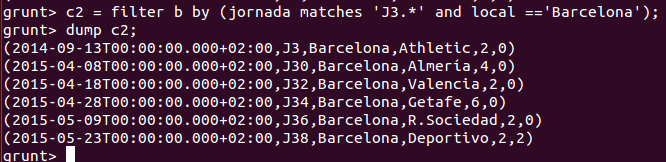 grunt> c2 = filter b by (jornada matches 'J3.*' and local =='Barcelona');
grunt> dump c2;
(2014-09-13T00:00:00.000+02:00,J3,Barcelona,Athletic,2,0)
(2015-04-08T00:00:00.000+02:00,J30,Barcelona,Almería,4,0)
(2015-04-18T00:00:00.000+02:00,J32,Barcelona,Valencia,2,0)
(2015-04-28T00:00:00.000+02:00,J34,Barcelona,Getafe,6,0)
(2015-05-09T00:00:00.000+02:00,J36,Barcelona,R.Sociedad,2,0)
(2015-05-23T00:00:00.000+02:00,J38,Barcelona,Deportivo,2,2)
grunt>